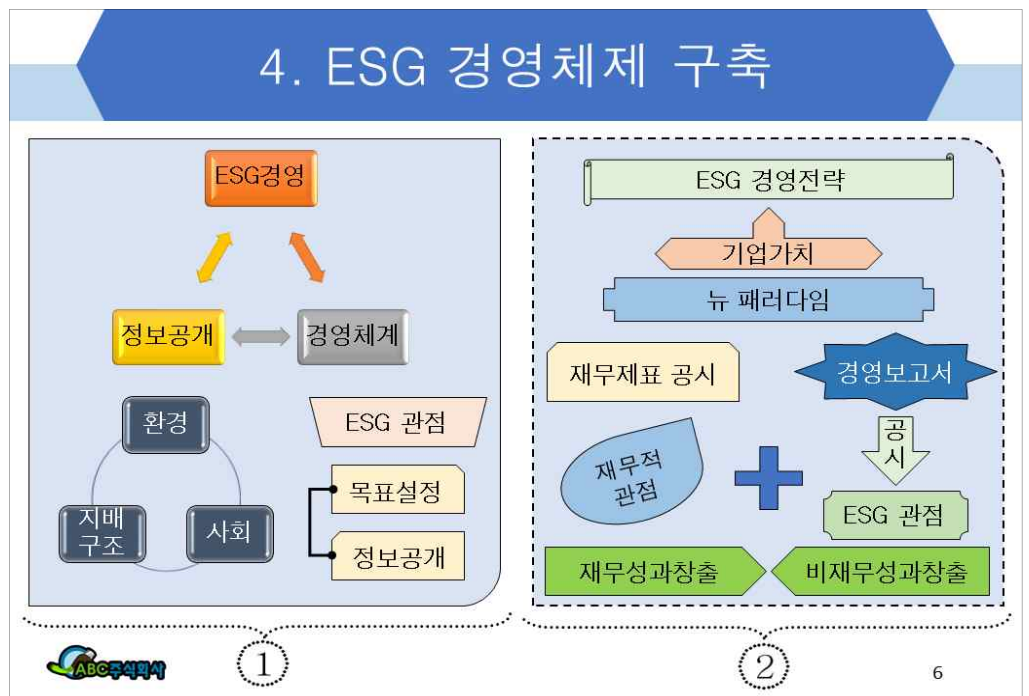 4. ESG 경영체제 구축
ESG경영
정보공개
경영체계
환경
지배
구조
사회
ESG 관점
목표설정
정보공개
ESG 경영전략
기업가치
뉴 패러다임
재무제표 공시
경영보고서
공
시
재무적
관점
ESG 관점
재무성과창출
비재무성과창출
1
2
ABC주식회사
6